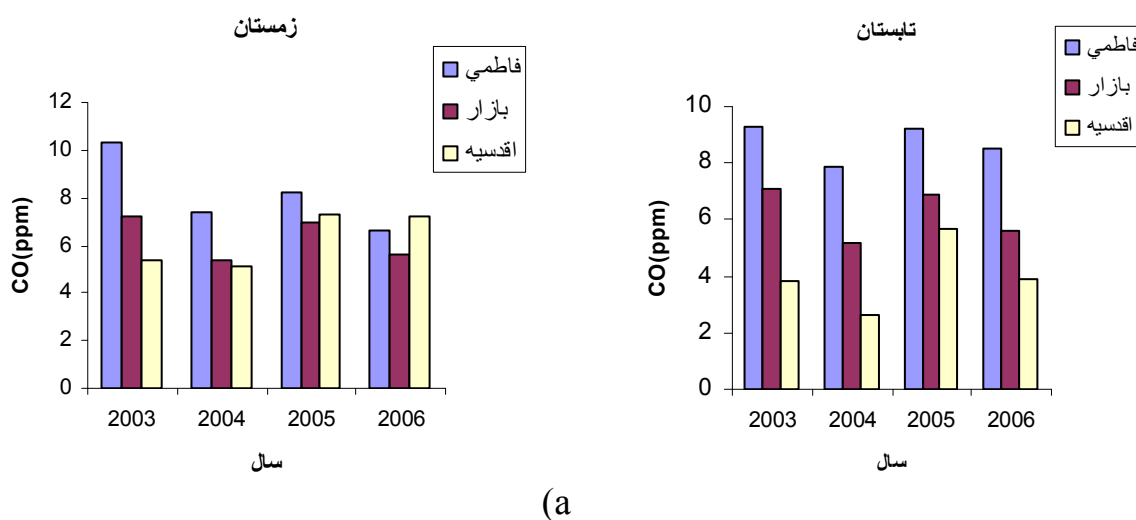 زمستان
فاطمي
بازار
اقدسيه
CO(ppm)
12
10
8
6
4
2
0
2003 2004 2005 2006
سال
تابستان
فاطمي
بازار
اقدسيه
CO(ppm)
10
8
6
4
2
0
2003 2004 2005 2006
سال
(a